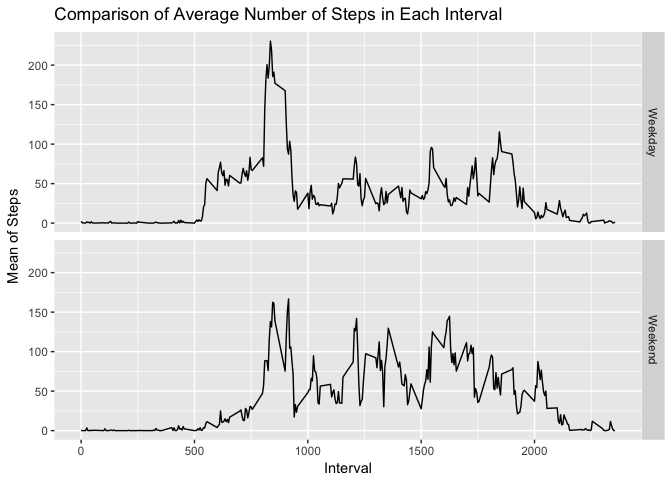 Comparison of Average Number of Steps in Each Interval
Mean of Steps
200
150
100
50
0
Weekday
200
150
100
50
0
Weekend
0 500 1000 1500 2000
Interval